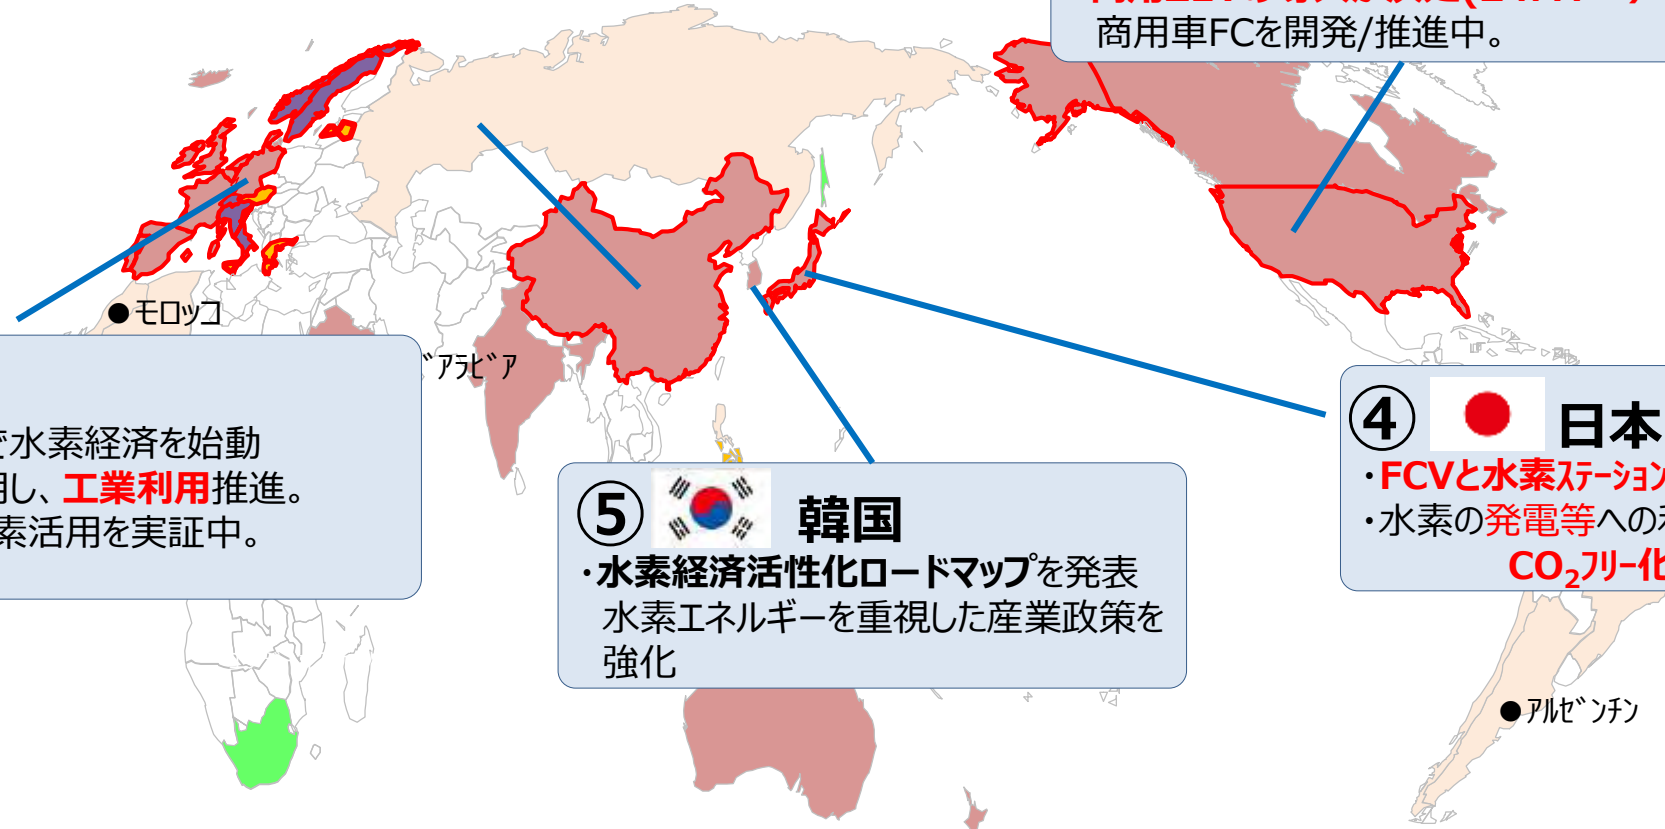 商用車FCを開発/推進中。
●モロッコ
ｱﾗﾋﾞｱ
で水素経済を始動
し、工業利用推進。
素活用を実証中。
⑤ 韓国
・水素経済活性化ロードマップを発表
水素エネルギーを重視した産業政策を
強化
④ 日本
・FCVと水素ｽﾃｰｼｮﾝ
・水素の発電等への
CO₂ﾌﾘｰ化
●ｱﾙｾﾞﾝﾁﾝ